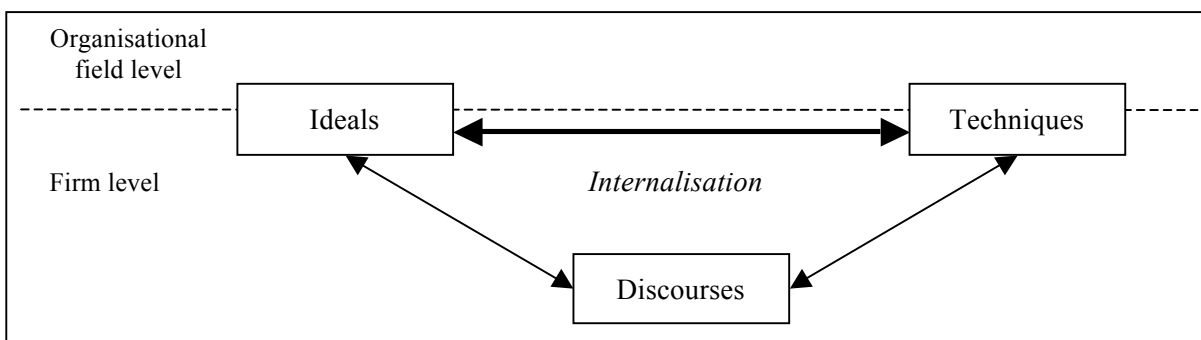 Organisational
field level
Ideals
Techniques
Firm level
Internalisation
Discourses